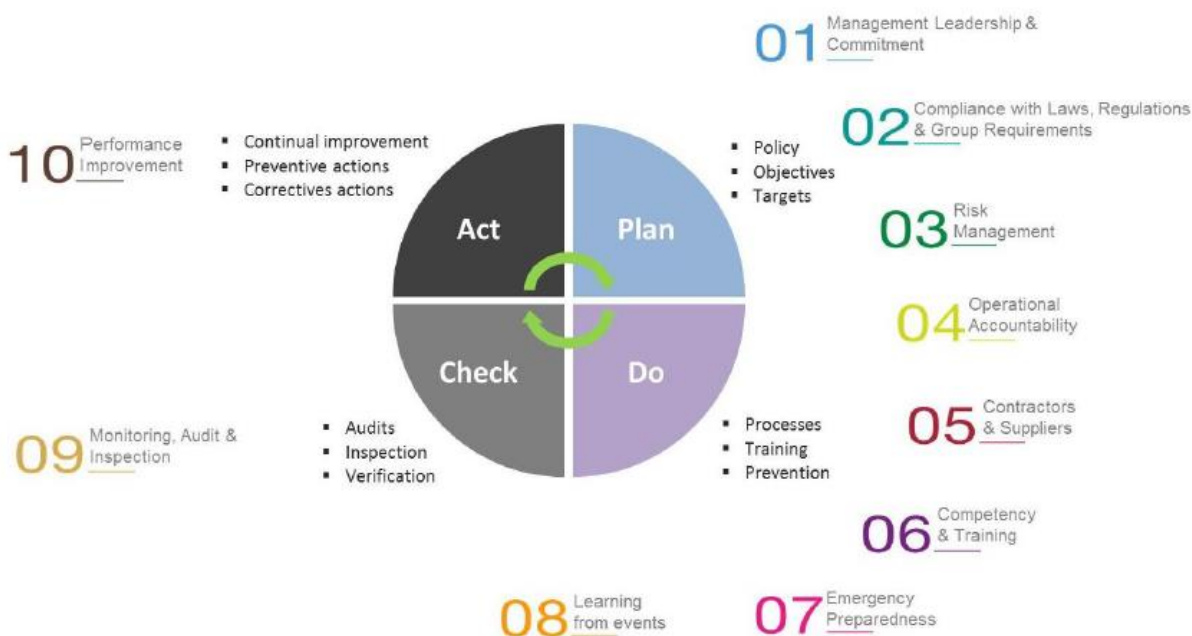 01 Management Leadership &
Commitment
02 Compliance with Laws, Regulations
& Group Requirements
10 Performance
Improvement
▪ Continual improvement
▪ Preventive actions
▪ Correctives actions
▪ Policy
▪ Objectives
▪ Targets
03 Risk
Management
Act
Plan
04 Operational
Accountability
Check
Do
05 Contractors
& Suppliers
09 Monitoring, Audit &
Inspection
▪ Audits
▪ Inspection
▪ Verification
▪ Processes
▪ Training
▪ Prevention
06 Competency
& Training
08 Learning
from events
07 Emergency
Preparedness